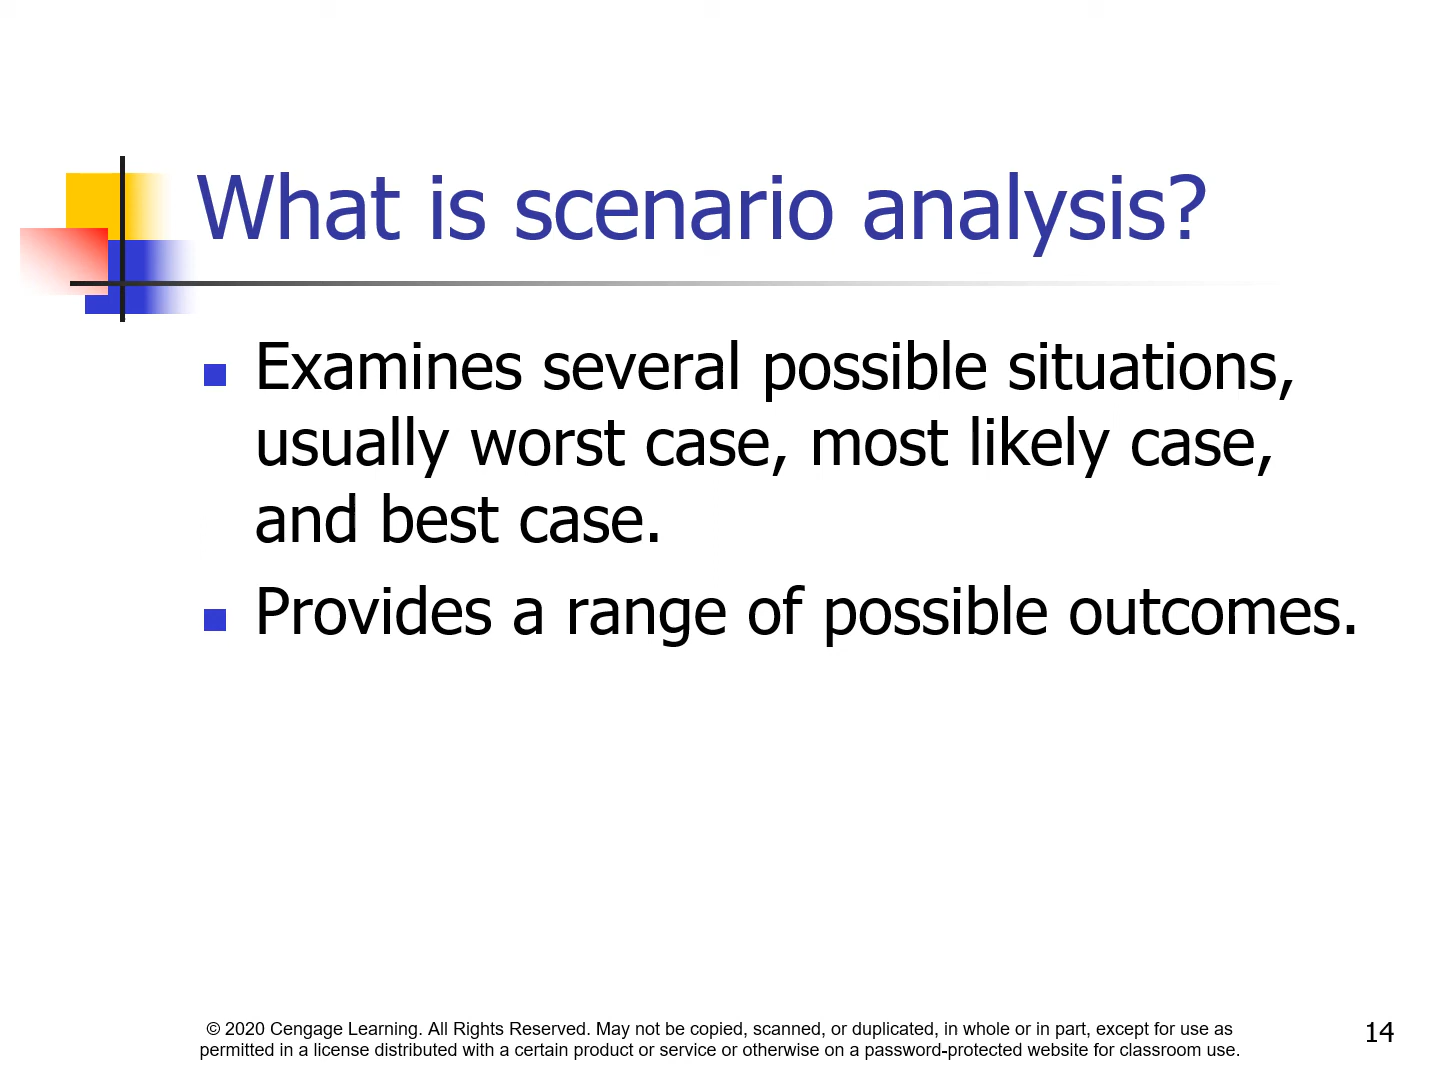 What is scenario analysis?
Examines several possible situations,
usually worst case, most likely case,
and best case.
Provides a range of possible outcomes.
© 2020 Cengage Learning. All Rights Reserved. May not be copied, scanned, or duplicated, in whole or in part, except for use as
permitted in a license distributed with a certain product or service or otherwise on a password-protected website for classroom use.
14